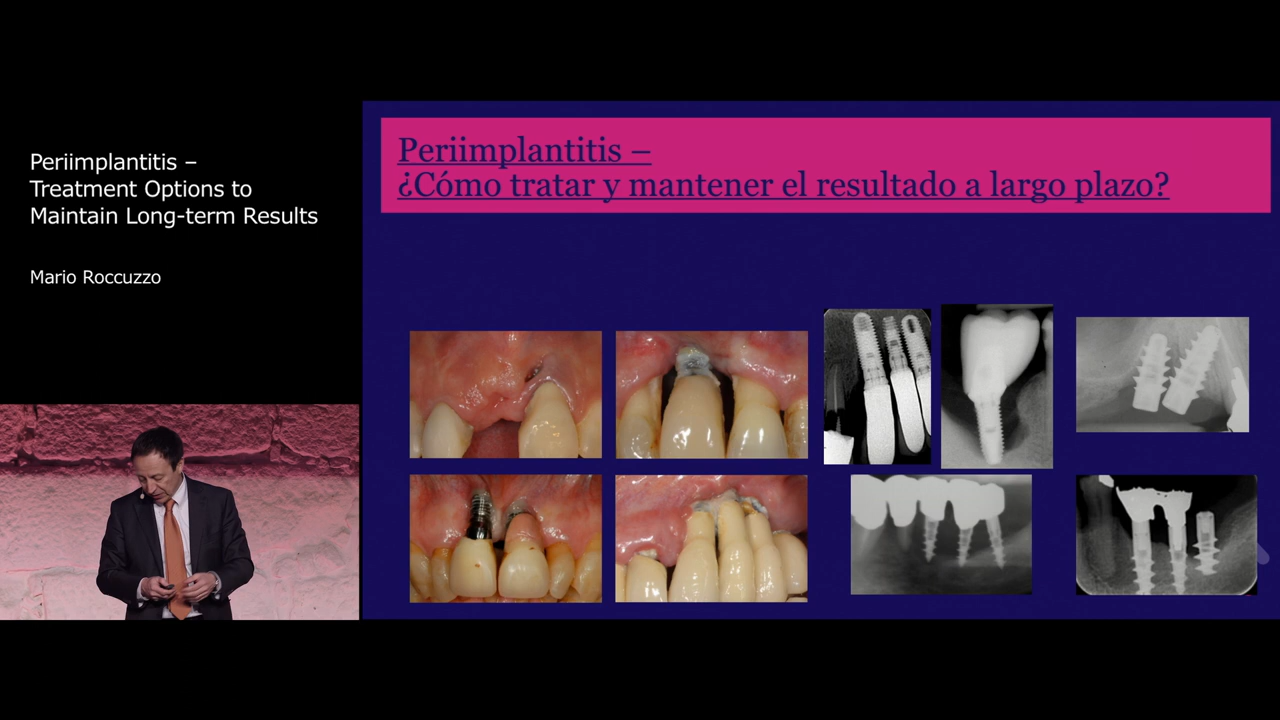 Periimplantitis –
Treatment Options to
Maintain Long-term Results
Mario Roccuzzo
Periimplantitis –
¿Cómo tratar y mantener el resultado a largo plazo?